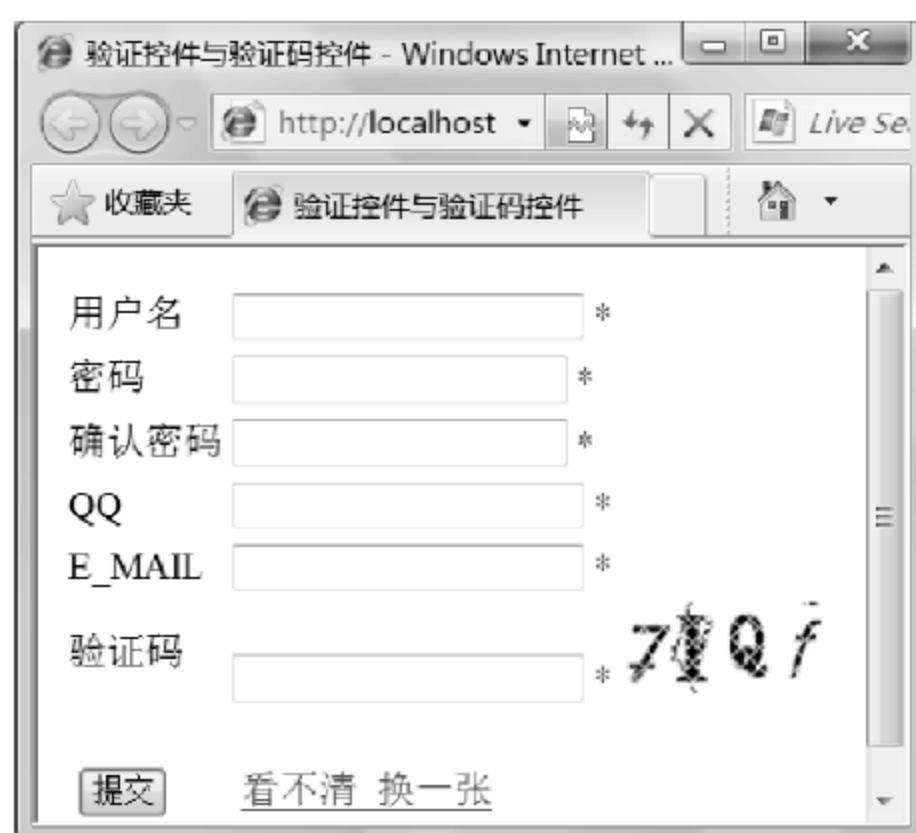 验证控件与验证码控件 - Windows Internet ...
http://localhost Live Se
收藏夹 验证控件与验证码控件
用户名 *
密码 *
确认密码 *
QQ *
E_MAIL *
验证码 *
提交 看不清 换一张